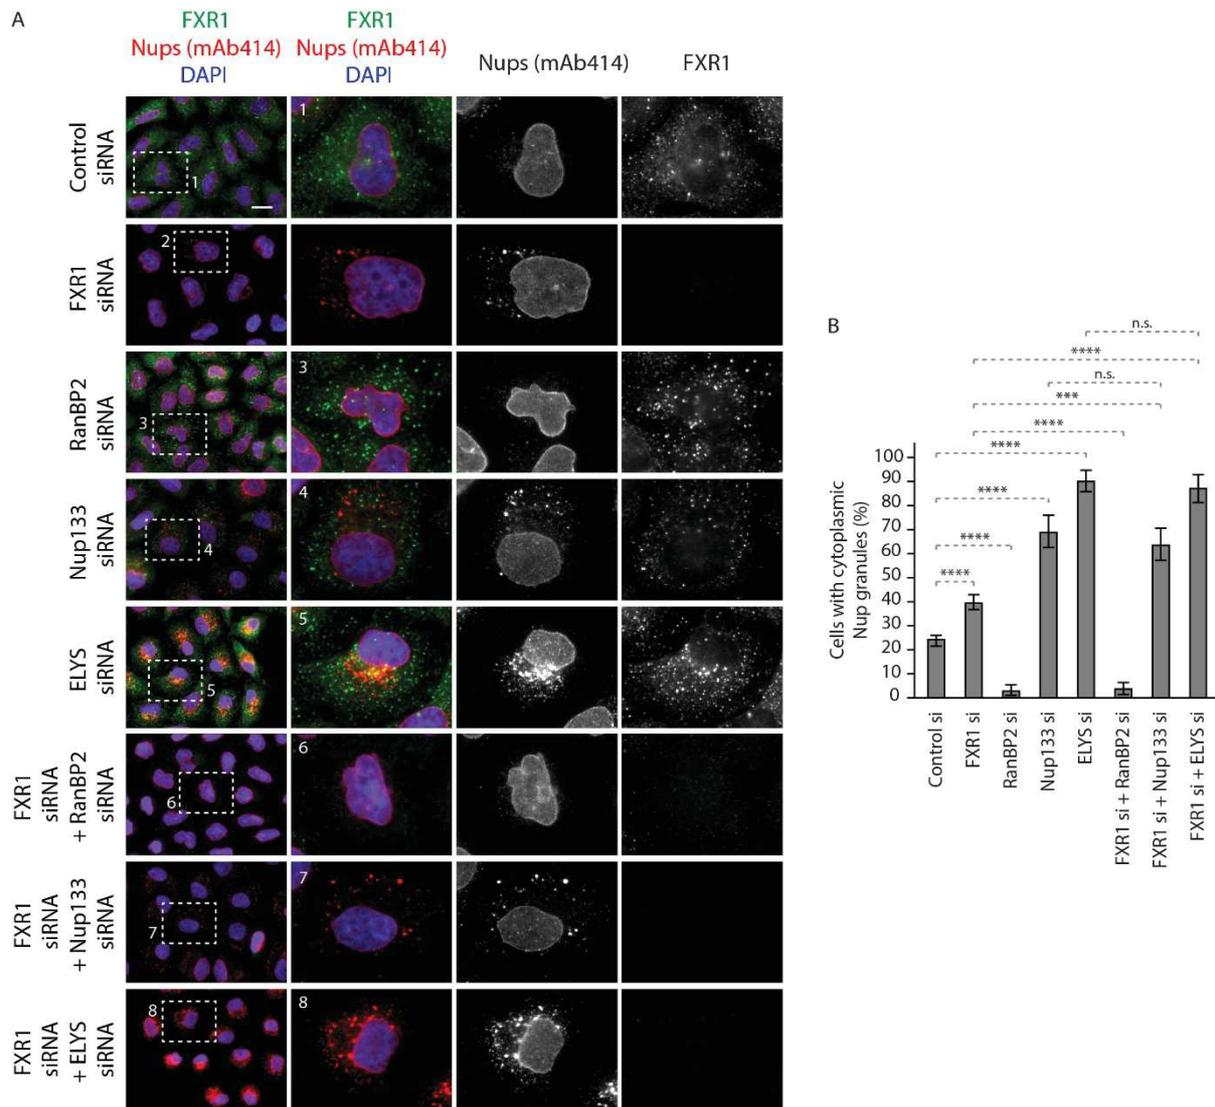 A
FXR1
Nups (mAb414)
DAPI
FXR1
Nups (mAb414)
DAPI
Nups (mAb414)
FXR1
Control
siRNA
1
1
FXR1
siRNA
2
RanBP2
siRNA
3
3
Nup133
siRNA
4
4
ELYS
siRNA
5
5
FXR1
siRNA
+ RanBP2
siRNA
6
6
FXR1
siRNA
+ Nup133
siRNA
7
7
FXR1
siRNA
+ ELYS
siRNA
8
8
B
n.s.
****
n.s.
***
****
****
****
****
****
Cells with cytoplasmic
Nup granules (%)
100
90
80
70
60
50
40
30
20
10
0
Control si
FXR1 si
RanBP2 si
Nup133 si
ELYS si
FXR1 si + RanBP2 si
FXR1 si + Nup133 si
FXR1 si + ELYS si